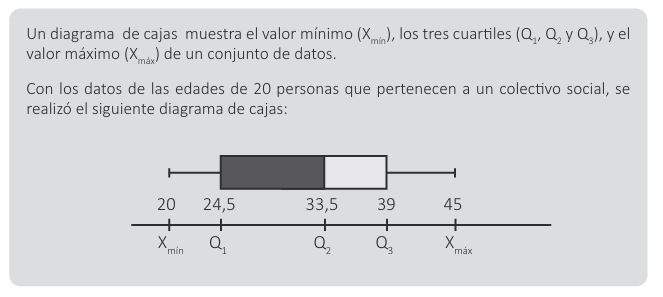 Un diagrama de cajas muestra el valor mínimo (Xmín), los tres cuartiles (Q1, Q2 y Q3), y el
valor máximo (Xmáx) de un conjunto de datos.
Con los datos de las edades de 20 personas que pertenecen a un colectivo social, se
realizó el siguiente diagrama de cajas:
20 24,5 33,5 39 45
Xmín Q1 Q2 Q3 Xmáx